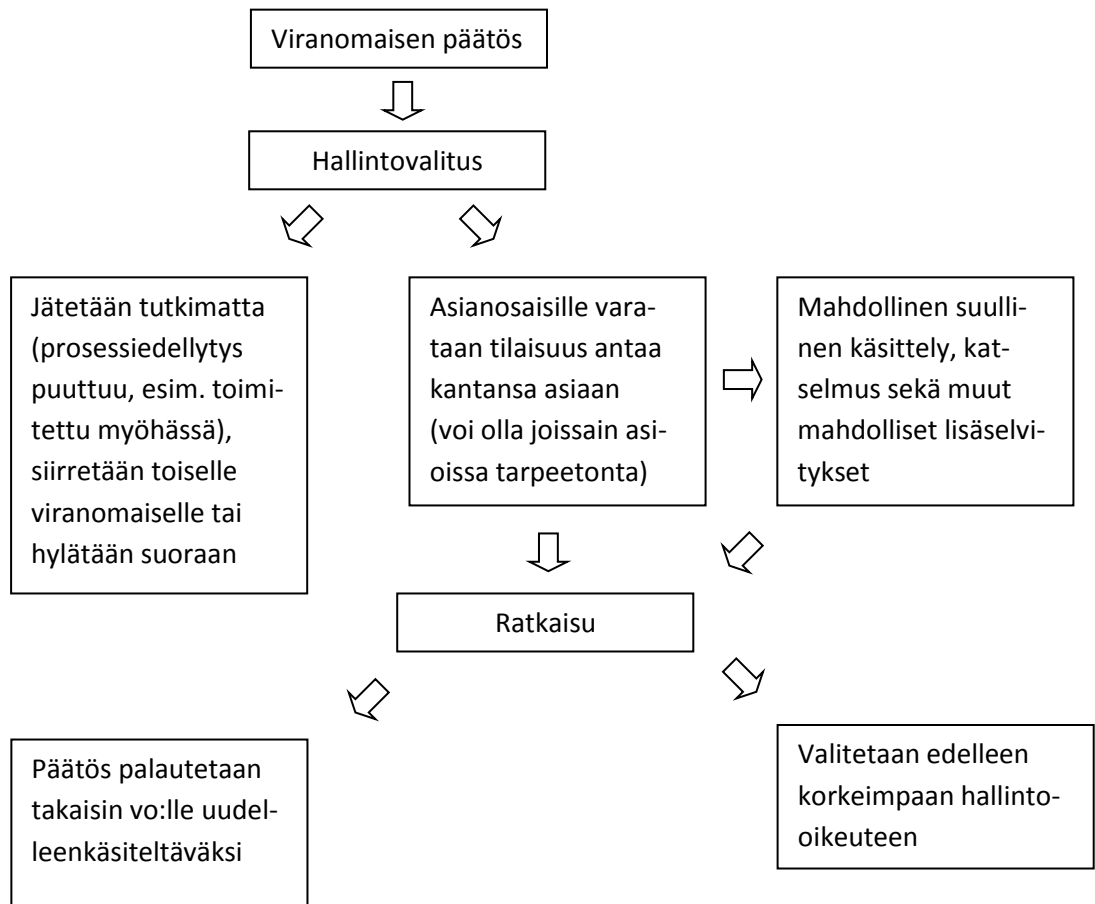 Viranomaisen päätös
Hallintovalitus
Jätetään tutkimatta
(prosessiedellytys
puuttuu, esim. toimi-
tettu myöhässä),
siirretään toiselle
viranomaiselle tai
hylätään suoraan
Asianosaisille vara-
taan tilaisuus antaa
kantansa asiaan
(voi olla joissain asi-
oissa tarpeetonta)
Mahdollinen suulli-
nen käsittely, kat-
selmus sekä muut
mahdolliset lisäselvi-
tykset
Ratkaisu
Päätös palautetaan
takaisin vo:lle uudel-
leenkäsiteltäväksi
Valitetaan edelleen
korkeimpaan hallinto-
oikeuteen